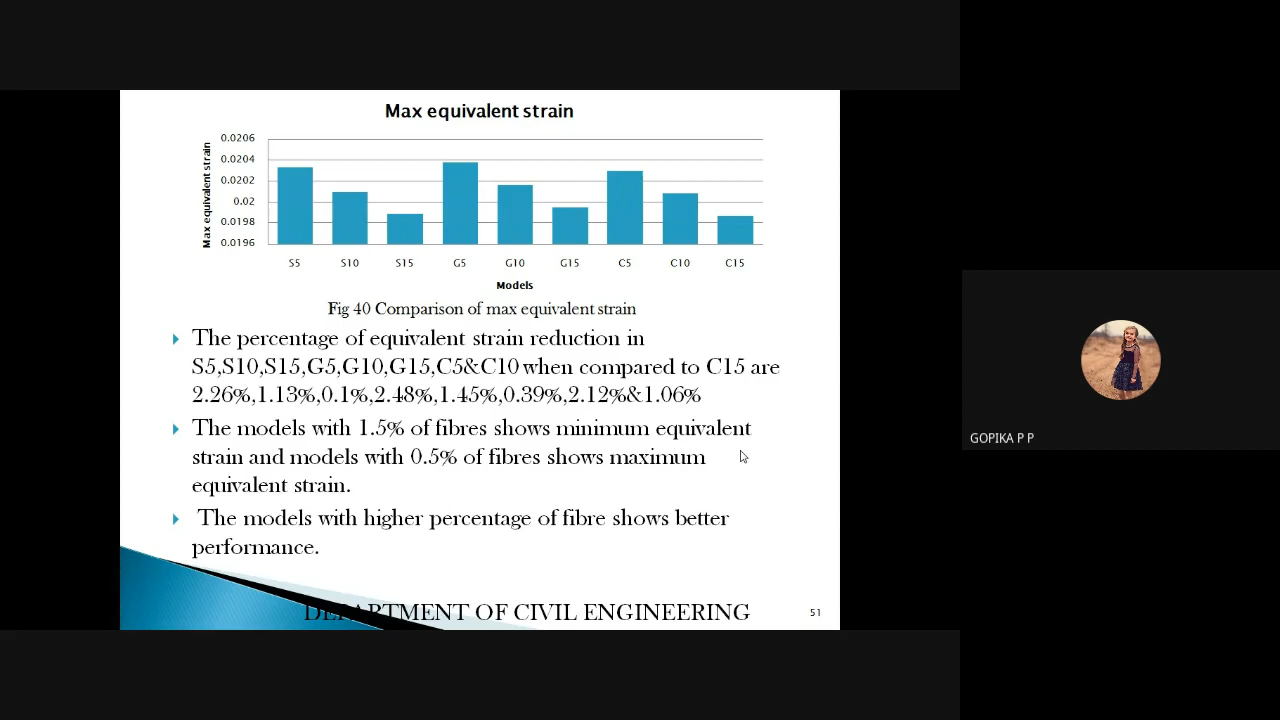 Max equivalent strain
Max equivalent strain
0.0206
0.0204
0.0202
0.02
0.0198
0.0196
S5 S10 S15 G5 G10 G15 C5 C10 C15
Models
Fig 40 Comparison of max equivalent strain
The percentage of equivalent strain reduction in
S5,S10,S15,G5,G10,G15,C5&C10 when compared to C15 are
2.26%,1.13%,0.1%,2.48%,1.45%,0.39%,2.12%&1.06%
The models with 1.5% of fibres shows minimum equivalent
strain and models with 0.5% of fibres shows maximum
equivalent strain.
The models with higher percentage of fibre shows better
performance.
DEPARTMENT OF CIVIL ENGINEERING
51
GOPIKA P P